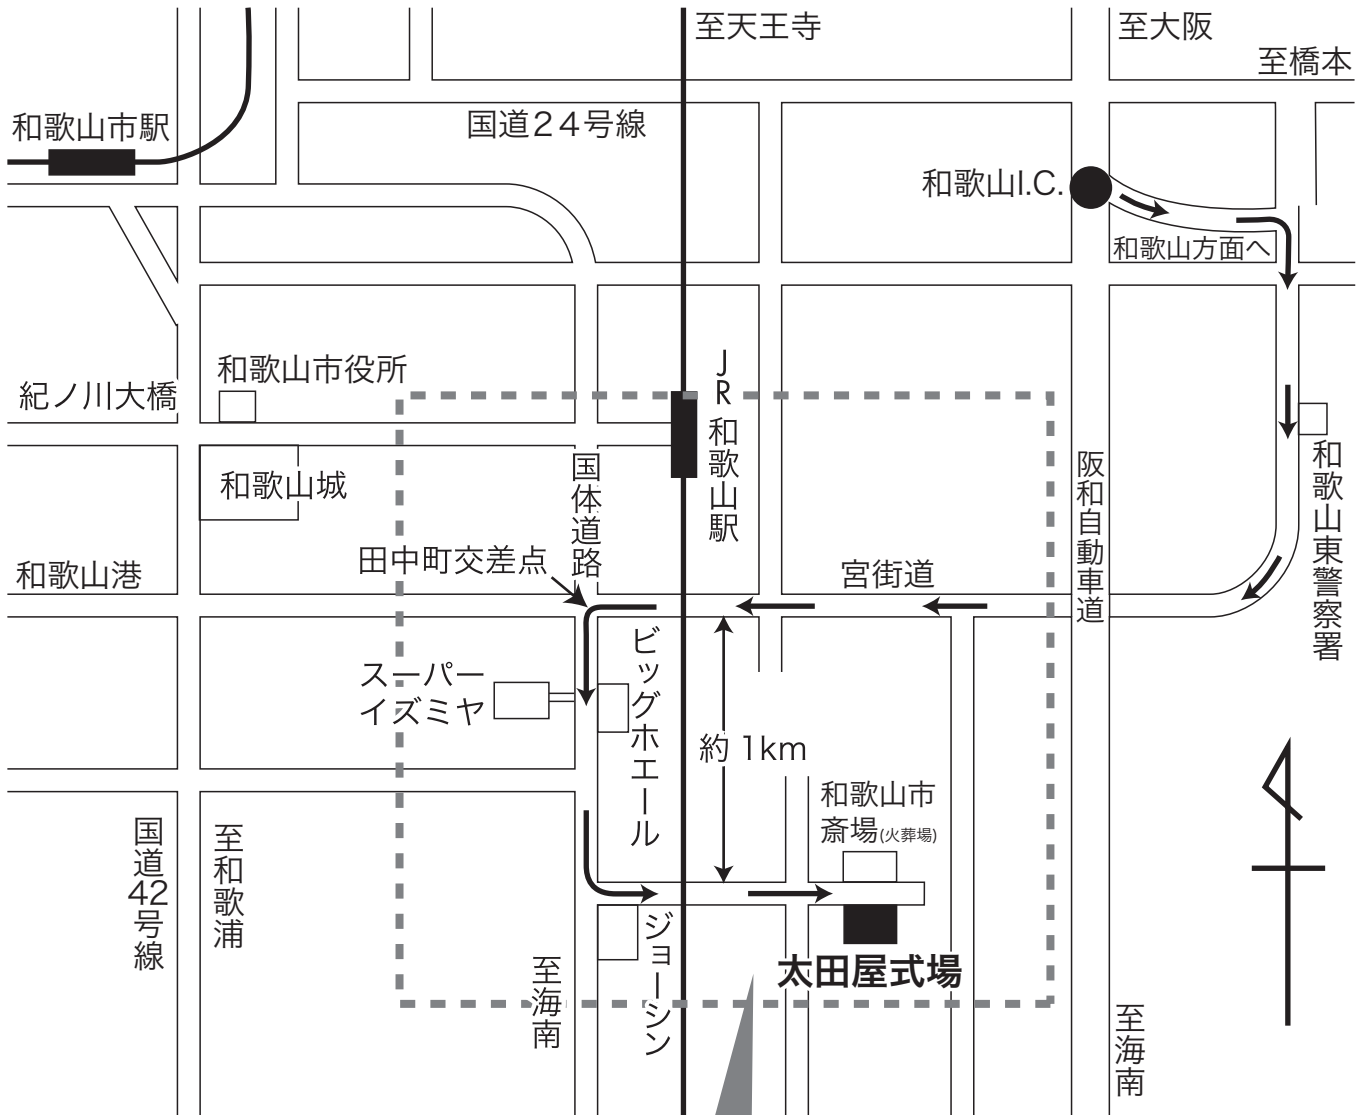 至天王寺
至大阪
至橋本
和歌山市駅
国道24号線
和歌山I.C.
和歌山方面へ
和歌山市役所
紀ノ川大橋
JR和歌山駅
和歌山城
国体道路
阪和自動車道
和歌山東警察署
田中町交差点
和歌山港
宮街道
スーパー
イズミヤ
ビッグホエール
約1km
和歌山市
斎場(火葬場)
国道42号線
至和歌浦
ジョーシン
太田屋式場
至海南
至海南